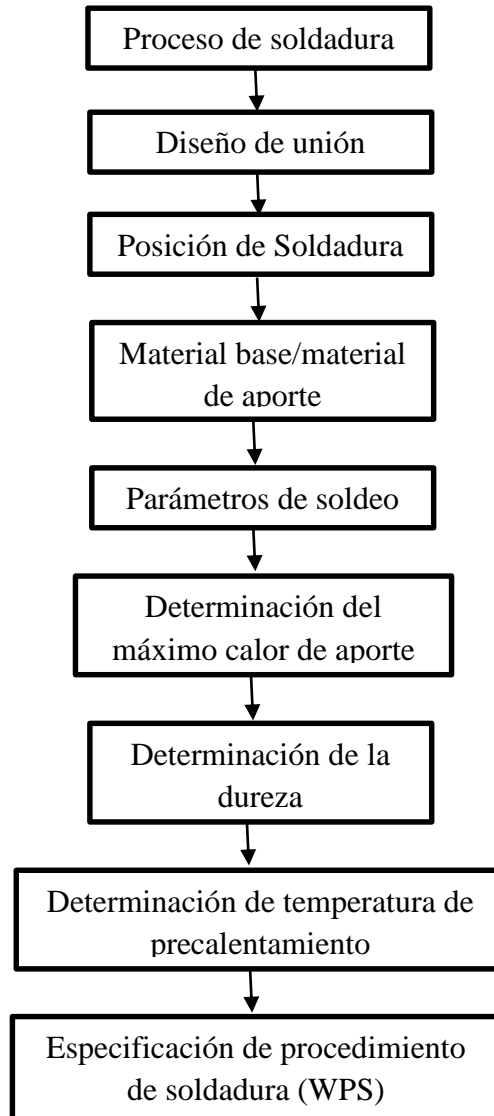 Proceso de soldadura
Diseño de unión
Posición de Soldadura
Material base/material
de aporte
Parámetros de soldeo
Determinación del
máximo calor de aporte
Determinación de la
dureza
Determinación de temperatura de
precalentamiento
Especificación de procedimiento
de soldadura (WPS)